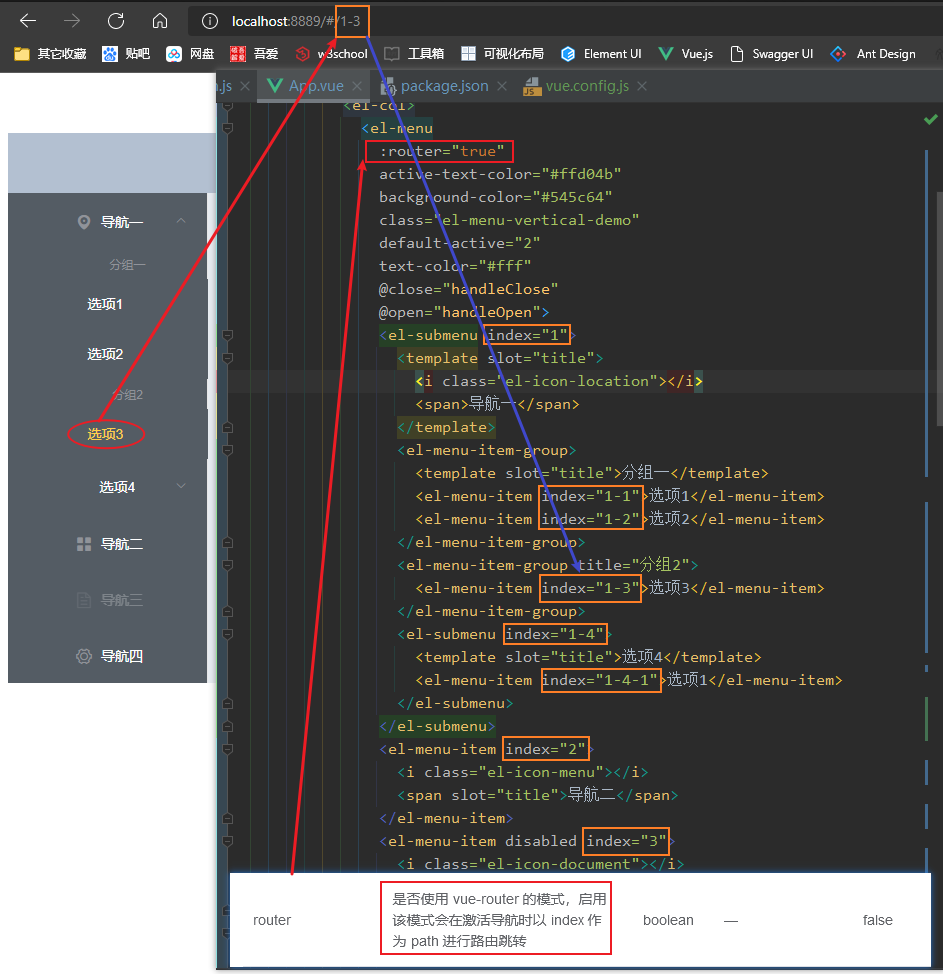 localhost:8889/#/1-3
其它收藏 贴吧 网盘 吾爱 w3school 工具箱 可视化布局 Element UI Vue.js Swagger UI Ant Design
.js App.vue package.json vue.config.js
<el-col>
<el-menu
:router="true"
active-text-color="#ffd04b"
background-color="#545c64"
class="el-menu-vertical-demo"
default-active="2"
text-color="#fff"
@close="handleClose"
@open="handleOpen">
<el-submenu index="1">
<template slot="title">
<i class="el-icon-location"></i>
<span>导航一</span>
</template>
<el-menu-item-group>
<template slot="title">分组一</template>
<el-menu-item index="1-1">选项1</el-menu-item>
<el-menu-item index="1-2">选项2</el-menu-item>
</el-menu-item-group>
<el-menu-item-group title="分组2">
<el-menu-item index="1-3">选项3</el-menu-item>
</el-menu-item-group>
<el-submenu index="1-4">
<template slot="title">选项4</template>
<el-menu-item index="1-4-1">选项1</el-menu-item>
</el-submenu>
</el-submenu>
<el-menu-item index="2">
<i class="el-icon-menu"></i>
<span slot="title">导航二</span>
</el-menu-item>
<el-menu-item disabled index="3">
<i class="el-icon-document"></i>
导航一
分组一
选项1
选项2
分组2
选项3
选项4
导航二
导航三
导航四
router
是否使用 vue-router 的模式，启用
该模式会在激活导航时以 index 作
为 path 进行路由跳转
boolean
—
false